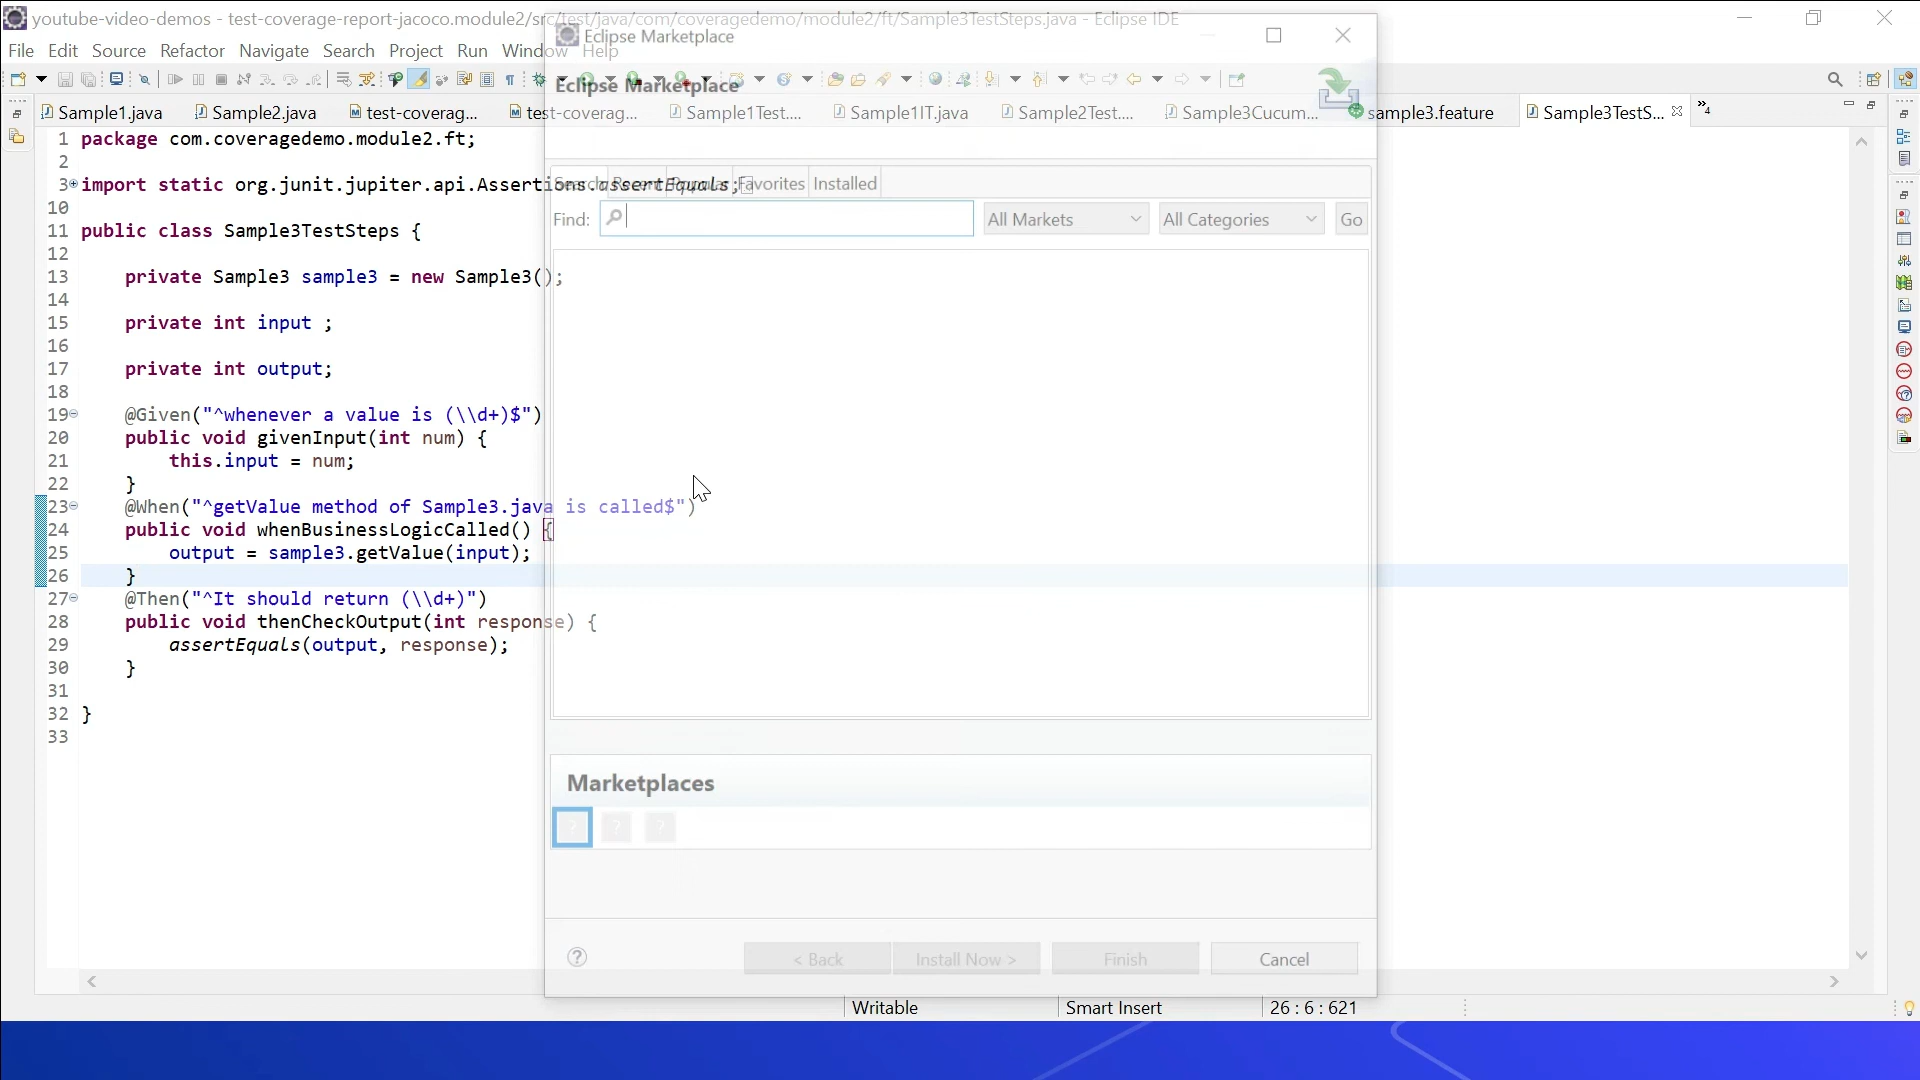 youtube-video-demos - test-coverage-report-jacoco.module2/src/test/java/com/coveragedemo/module2/ft/Sample3TestSteps.java - Eclipse IDE
File Edit Source Refactor Navigate Search Project Run Window Help
Sample1.java Sample2.java test-coverag... test-coverag... Sample1Test.... Sample1IT.java Sample2Test.... Sample3Cucum... sample3.feature Sample3TestS... »4
1 package com.coveragedemo.module2.ft;
2
3 import static org.junit.jupiter.api.Assertions.assertEquals;
10
11 public class Sample3TestSteps {
12
13 private Sample3 sample3 = new Sample3();
14
15 private int input ;
16
17 private int output;
18
19 @Given("^whenever a value is (\\d+)$")
20 public void givenInput(int num) {
21 this.input = num;
22 }
23 @When("^getValue method of Sample3.java is called$")
24 public void whenBusinessLogicCalled() {
25 output = sample3.getValue(input);
26 }
27 @Then("^It should return (\\d+)")
28 public void thenCheckOutput(int response) {
29 assertEquals(output, response);
30 }
31
32 }
33
Eclipse Marketplace
Eclipse Marketplace
Search Recent Popular Favorites Installed
Find: All Markets All Categories Go
Marketplaces
? ? ?
? < Back Install Now > Finish Cancel
Writable Smart Insert 26 : 6 : 621